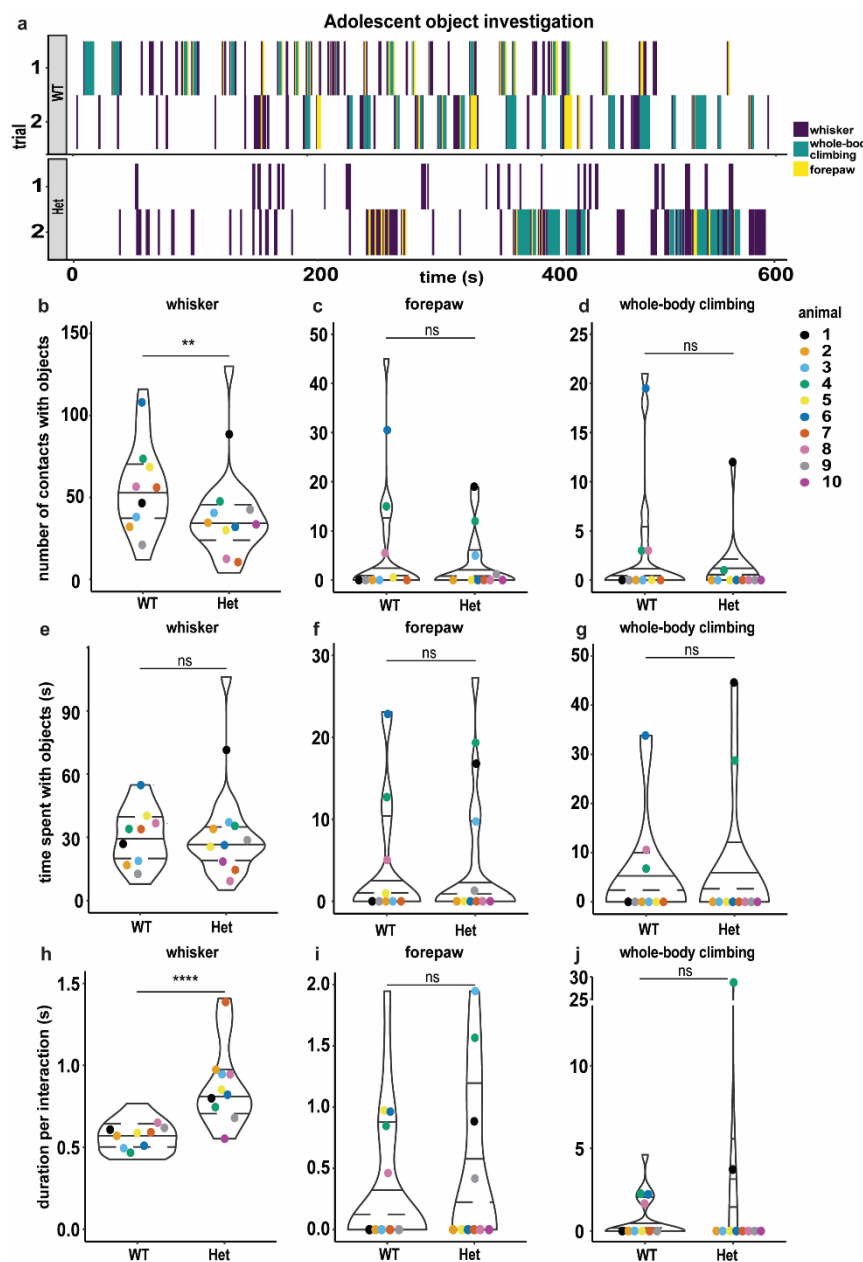 a
Adolescent object investigation
WT
Het
trial
1
2
1
2
whisker
whole-bod
climbing
forepaw
0 200 400 600
time (s)
b whisker
c forepaw
d whole-body climbing
number of contacts with objects
150
100
50
0
**
WT Het
50
40
30
20
10
0
ns
WT Het
25
20
15
10
5
0
ns
WT Het
animal
1
2
3
4
5
6
7
8
9
10
e whisker
f forepaw
g whole-body climbing
time spent with objects (s)
90
60
30
0
ns
WT Het
30
20
10
0
ns
WT Het
50
40
30
20
10
0
ns
WT Het
h whisker
i forepaw
j whole-body climbing
duration per interaction (s)
1.5
1.0
0.5
0.0
****
WT Het
2.0
1.5
1.0
0.5
0.0
ns
WT Het
30
25
10
5
0
ns
WT Het